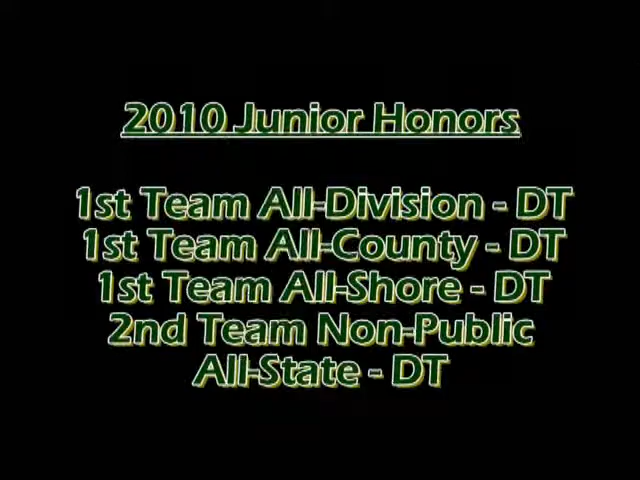 2010 Junior Honors
1st Team All-Division - DT
1st Team All-County - DT
1st Team All-Shore - DT
2nd Team Non-Public
All-State - DT